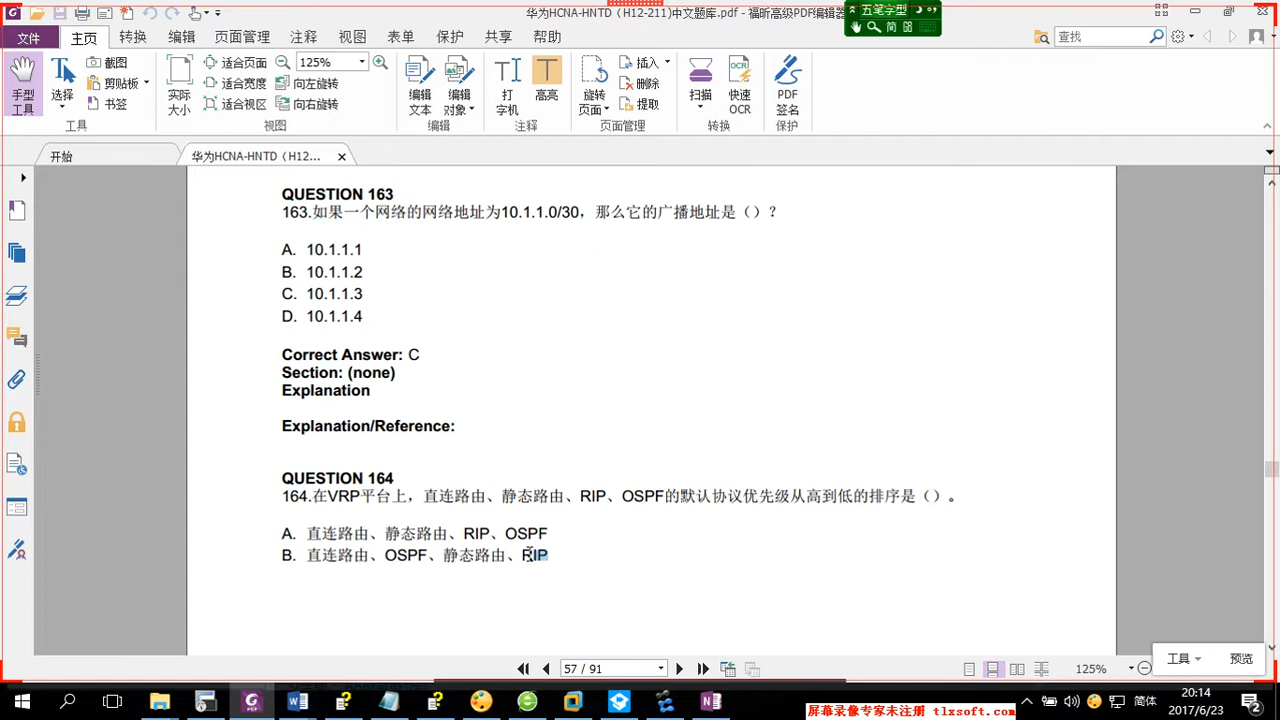 华为HCNA-HNTD（H12-211)中文题库.pdf - 福昕高级PDF编辑器
五笔字型
简
文件 主页 转换 编辑 页面管理 注释 视图 表单 保护 共享 帮助
查找
手型工具
选择
截图
剪贴板
书签
实际大小
适合页面
适合宽度
适合视区
125%
向左旋转
向右旋转
编辑文本
编辑对象
打字机
高亮
旋转页面
插入
删除
提取
扫描
快速OCR
PDF签名
工具 视图 编辑 注释 页面管理 转换 保护
开始
华为HCNA-HNTD（H12...
QUESTION 163
163.如果一个网络的网络地址为10.1.1.0/30，那么它的广播地址是（）？
A. 10.1.1.1
B. 10.1.1.2
C. 10.1.1.3
D. 10.1.1.4
Correct Answer: C
Section: (none)
Explanation
Explanation/Reference:
QUESTION 164
164.在VRP平台上，直连路由、静态路由、RIP、OSPF的默认协议优先级从高到低的排序是（）。
A. 直连路由、静态路由、RIP、OSPF
B. 直连路由、OSPF、静态路由、RIP
57 / 91
125%
工具 预览
简体
20:14
2017/6/23
2
屏幕录像专家未注册 tlxsoft.com